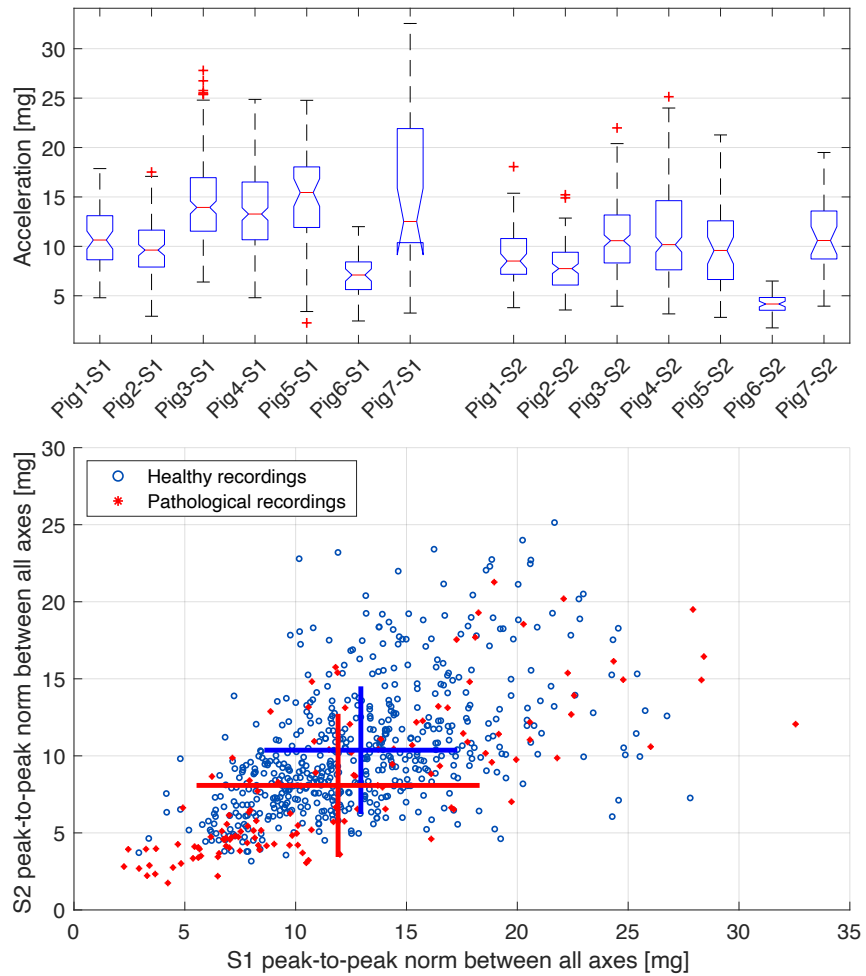 30
25
20
15
10
5
Acceleration [mg]
Pig1-S1
Pig2-S1
Pig3-S1
Pig4-S1
Pig5-S1
Pig6-S1
Pig7-S1
Pig1-S2
Pig2-S2
Pig3-S2
Pig4-S2
Pig5-S2
Pig6-S2
Pig7-S2
30
25
20
15
10
5
0
S2 peak-to-peak norm between all axes [mg]
Healthy recordings
Pathological recordings
0 5 10 15 20 25 30 35
S1 peak-to-peak norm between all axes [mg]